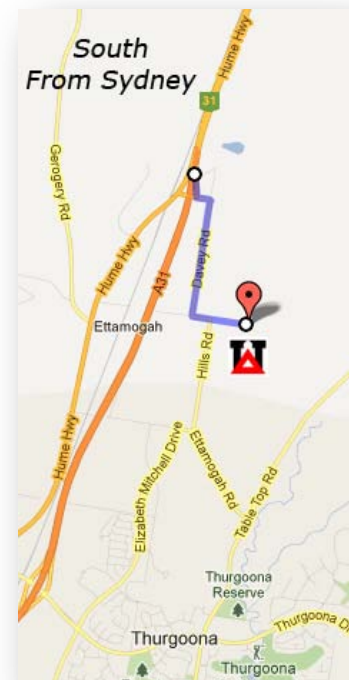 South
From Sydney
Hume Hwy
31
Gerogery Rd
Hume Hwy
A31
Davey Rd
Ettamogah
Hills Rd
Hume Hwy
Elizabeth Mitchell Drive
Ettamogah Rd
Table Top Rd
Thurgoona
Reserve
Thurgoona
Thurgoona D
Thurgoona